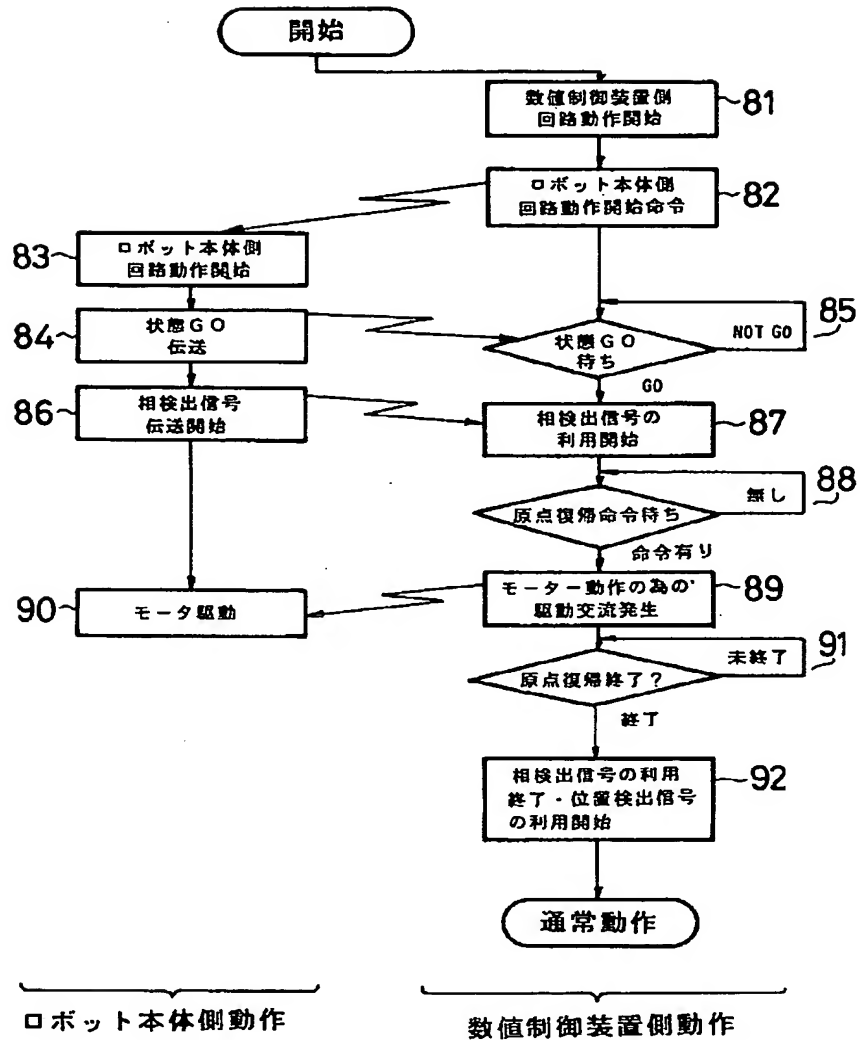 開始
数値制御装置側
回路動作開始
81
ロボット本体側
回路動作開始命令
82
83
ロボット本体側
回路動作開始
84
状態GO
伝送
状態GO
待ち
NOT GO
85
GO
86
相検出信号
伝送開始
相検出信号の
利用開始
87
原点復帰命令待ち
無し
88
命令有り
モーター動作の為の
駆動交流発生
89
90
モータ駆動
原点復帰終了?
未終了
91
終了
相検出信号の利用
終了・位置検出信号
の利用開始
92
通常動作
ロボット本体側動作
数値制御装置側動作